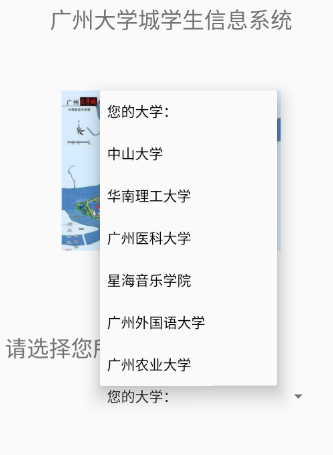 广州大学城学生信息系统
广州大学城
您的大学:
中山大学
华南理工大学
广州医科大学
星海音乐学院
广州外国语大学
广州农业大学
请选择您
您的大学: